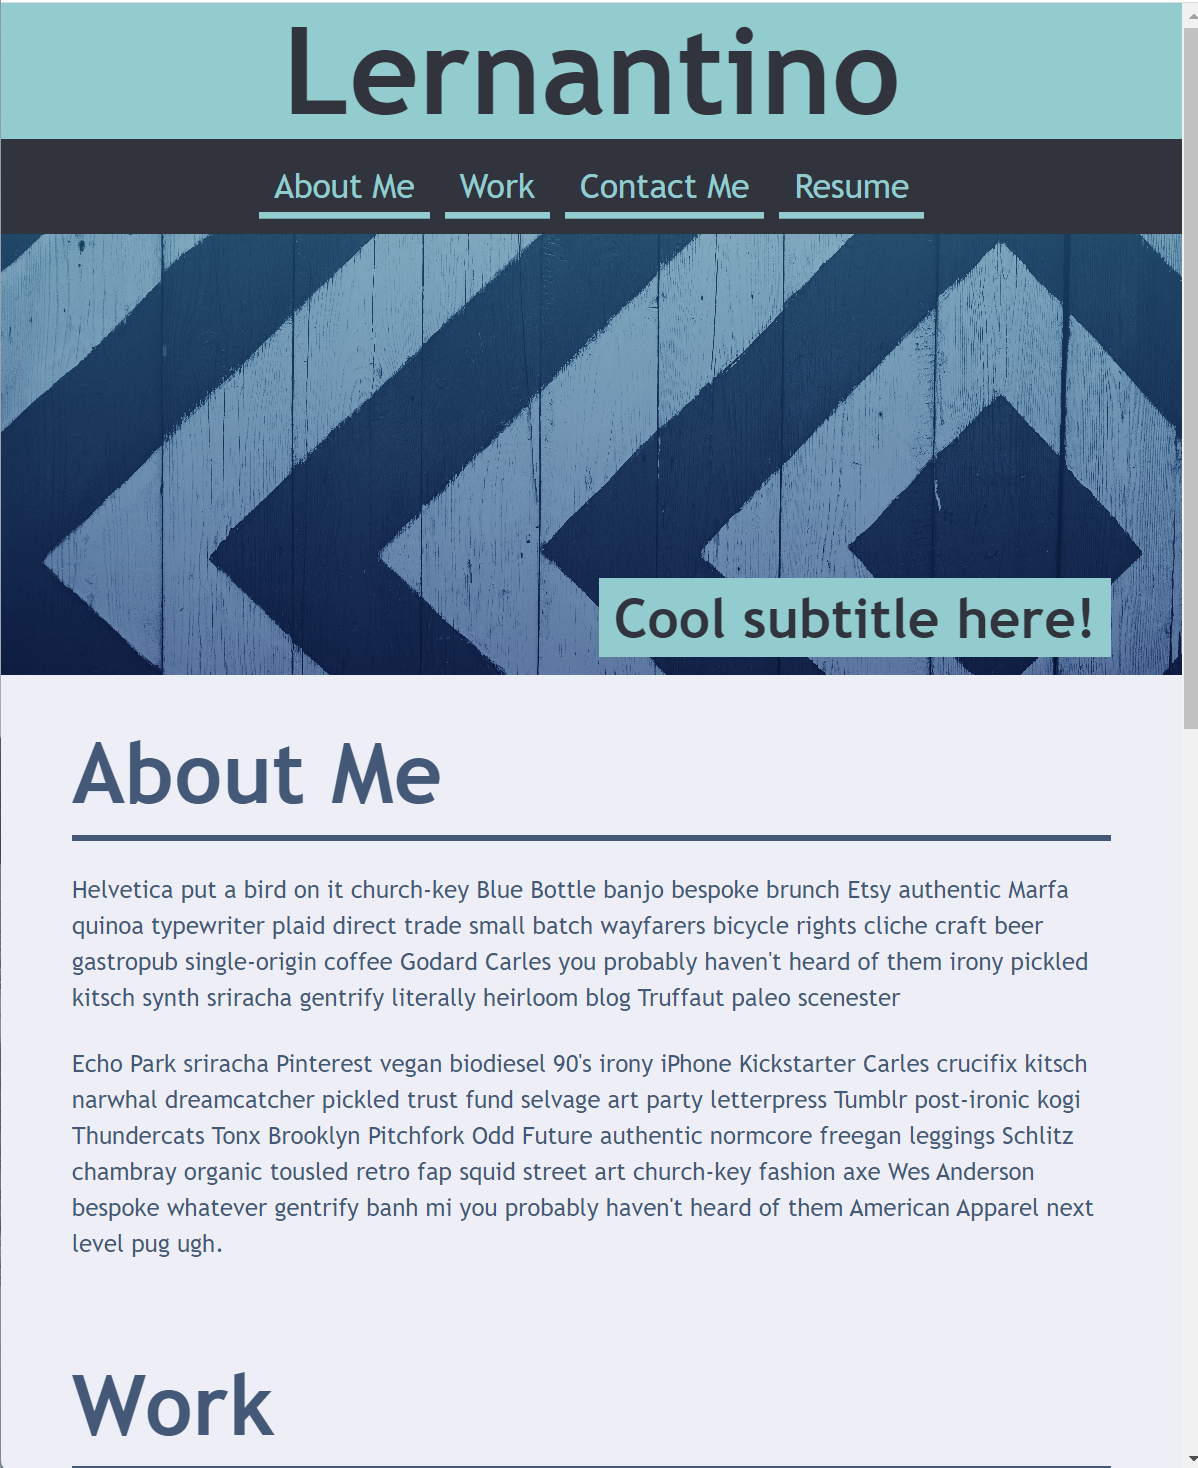 Lernantino
About Me Work Contact Me Resume
Cool subtitle here!
About Me
Helvetica put a bird on it church-key Blue Bottle banjo bespoke brunch Etsy authentic Marfa
quinoa typewriter plaid direct trade small batch wayfarers bicycle rights cliche craft beer
gastropub single-origin coffee Godard Carles you probably haven't heard of them irony pickled
kitsch synth sriracha gentrify literally heirloom blog Truffaut paleo scenester
Echo Park sriracha Pinterest vegan biodiesel 90's irony iPhone Kickstarter Carles crucifix kitsch
narwhal dreamcatcher pickled trust fund selvage art party letterpress Tumblr post-ironic kogi
Thundercats Tonx Brooklyn Pitchfork Odd Future authentic normcore freegan leggings Schlitz
chambray organic tousled retro fap squid street art church-key fashion axe Wes Anderson
bespoke whatever gentrify banh mi you probably haven't heard of them American Apparel next
level pug ugh.
Work